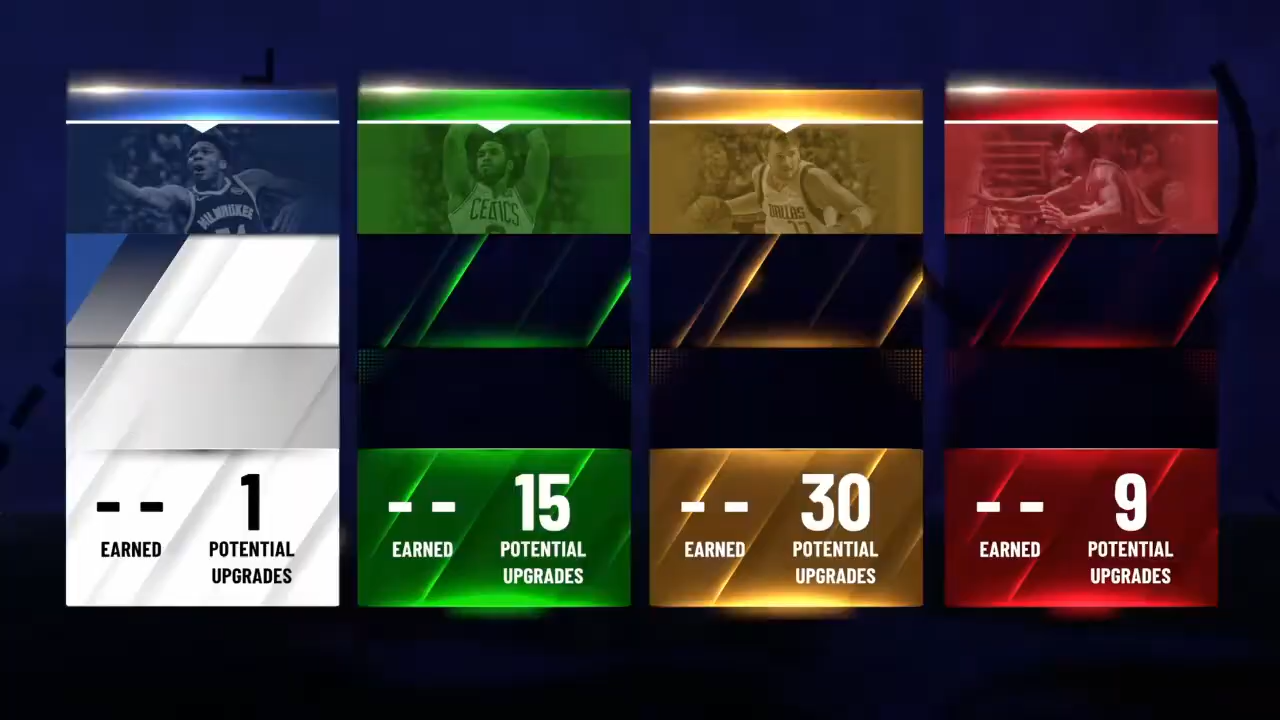 MILWAUKEE
CELTICS
DALLAS
- - 1
EARNED POTENTIAL
UPGRADES
- - 15
EARNED POTENTIAL
UPGRADES
- - 30
EARNED POTENTIAL
UPGRADES
- - 9
EARNED POTENTIAL
UPGRADES